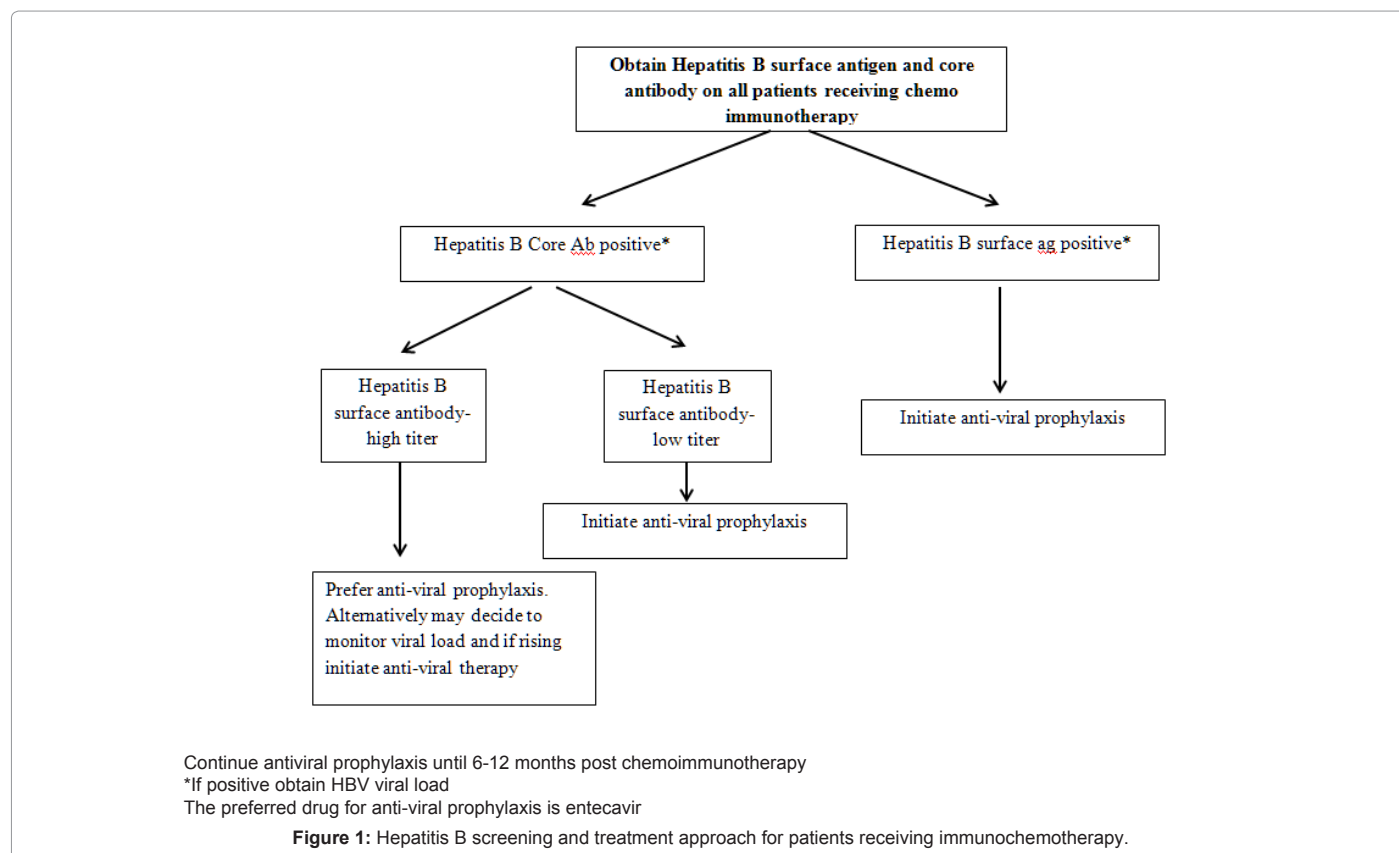 Obtain Hepatitis B surface antigen and core
antibody on all patients receiving chemo
immunotherapy
Hepatitis B Core Ab positive*
Hepatitis B surface ag positive*
Hepatitis B
surface antibody-
high titer
Hepatitis B
surface antibody-
low titer
Initiate anti-viral prophylaxis
Initiate anti-viral prophylaxis
Prefer anti-viral prophylaxis.
Alternatively may decide to
monitor viral load and if rising
initiate anti-viral therapy
Continue antiviral prophylaxis until 6-12 months post chemoimmunotherapy
*If positive obtain HBV viral load
The preferred drug for anti-viral prophylaxis is entecavir
Figure 1: Hepatitis B screening and treatment approach for patients receiving immunochemotherapy.